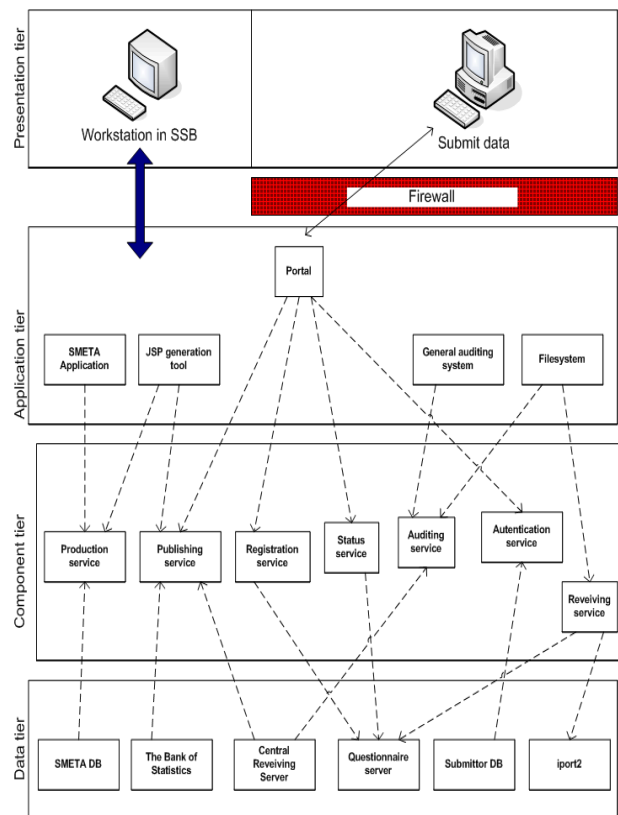 Presentation tier
Workstation in SSB
Submit data
Firewall
Application tier
Portal
SMETA
Application
JSP generation
tool
General auditing
system
Filesystem
Component tier
Production
service
Publishing
service
Registration
service
Status
service
Auditing
service
Autentication
service
Reveiving
service
Data tier
SMETA DB
The Bank of
Statistics
Central
Reveiving
Server
Questionnaire
server
Submittor DB
iport2